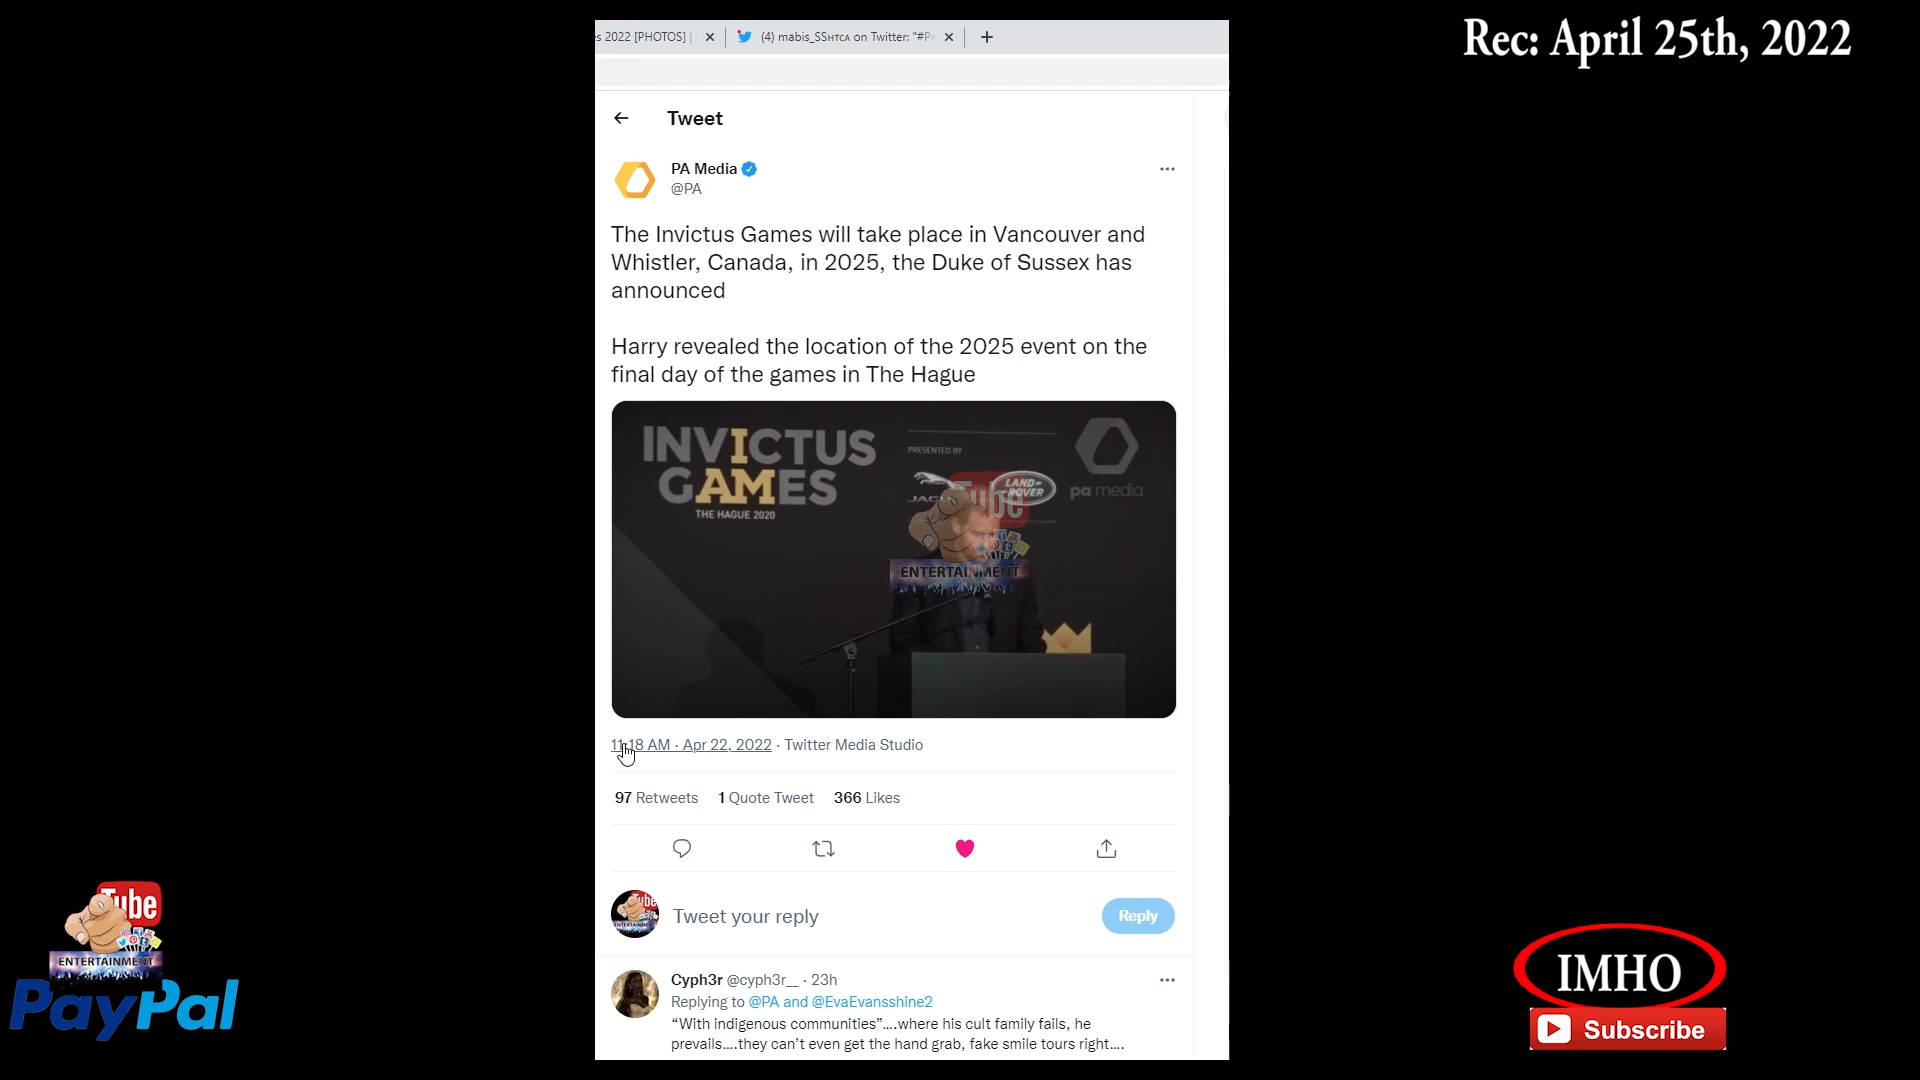 s 2022 [PHOTOS] |
(4) mabis_SSHTCA on Twitter: "#Pr
Rec: April 25th, 2022
Tweet
PA Media
@PA
The Invictus Games will take place in Vancouver and
Whistler, Canada, in 2025, the Duke of Sussex has
announced
Harry revealed the location of the 2025 event on the
final day of the games in The Hague
INVICTUS
GAMES
THE HAGUE 2020
PRESENTED BY
LAND-
ROVER
pa media
Tube
ENTERTAINMENT
11:18 AM · Apr 22, 2022 · Twitter Media Studio
97 Retweets 1 Quote Tweet 366 Likes
Tweet your reply
Reply
Cyph3r @cyph3r__ · 23h
Replying to @PA and @EvaEvansshine2
“With indigenous communities”....where his cult family fails, he
prevails....they can’t even get the hand grab, fake smile tours right....
Tube
ENTERTAINMENT
PayPal
IMHO
Subscribe